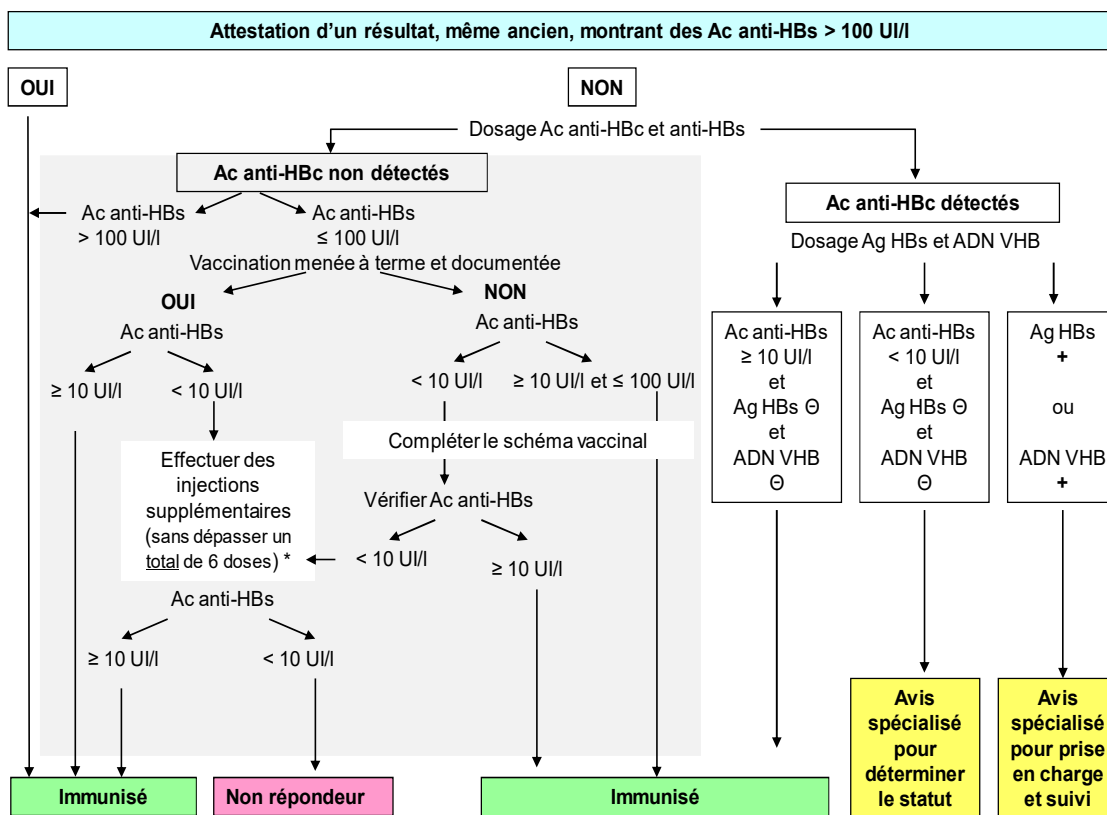 Attestation d'un résultat, même ancien, montrant des Ac anti-HBs > 100 UI/l
OUI
NON
Dosage Ac anti-HBc et anti-HBs
Ac anti-HBc non détectés
Ac anti-HBs
> 100 UI/l
Ac anti-HBs
≤ 100 UI/l
Vaccination menée à terme et documentée
OUI
Ac anti-HBs
≥ 10 UI/l
< 10 UI/l
Effectuer des
injections
supplémentaires
(sans dépasser un
total de 6 doses) *
NON
Ac anti-HBs
< 10 UI/l
≥ 10 UI/l et ≤ 100 UI/l
Compléter le schéma vaccinal
Vérifier Ac anti-HBs
< 10 UI/l
≥ 10 UI/l
Ac anti-HBs
≥ 10 UI/l
< 10 UI/l
Ac anti-HBc détectés
Dosage Ag HBs et ADN VHB
Ac anti-HBs
≥ 10 UI/l
et
Ag HBs Θ
et
ADN VHB
Θ
Ac anti-HBs
< 10 UI/l
et
Ag HBs Θ
et
ADN VHB
Θ
Ag HBs
+
ou
ADN VHB
+
Immunisé
Non répondeur
Immunisé
Avis
spécialisé
pour
déterminer
le statut
Avis
spécialisé
pour prise
en charge
et suivi